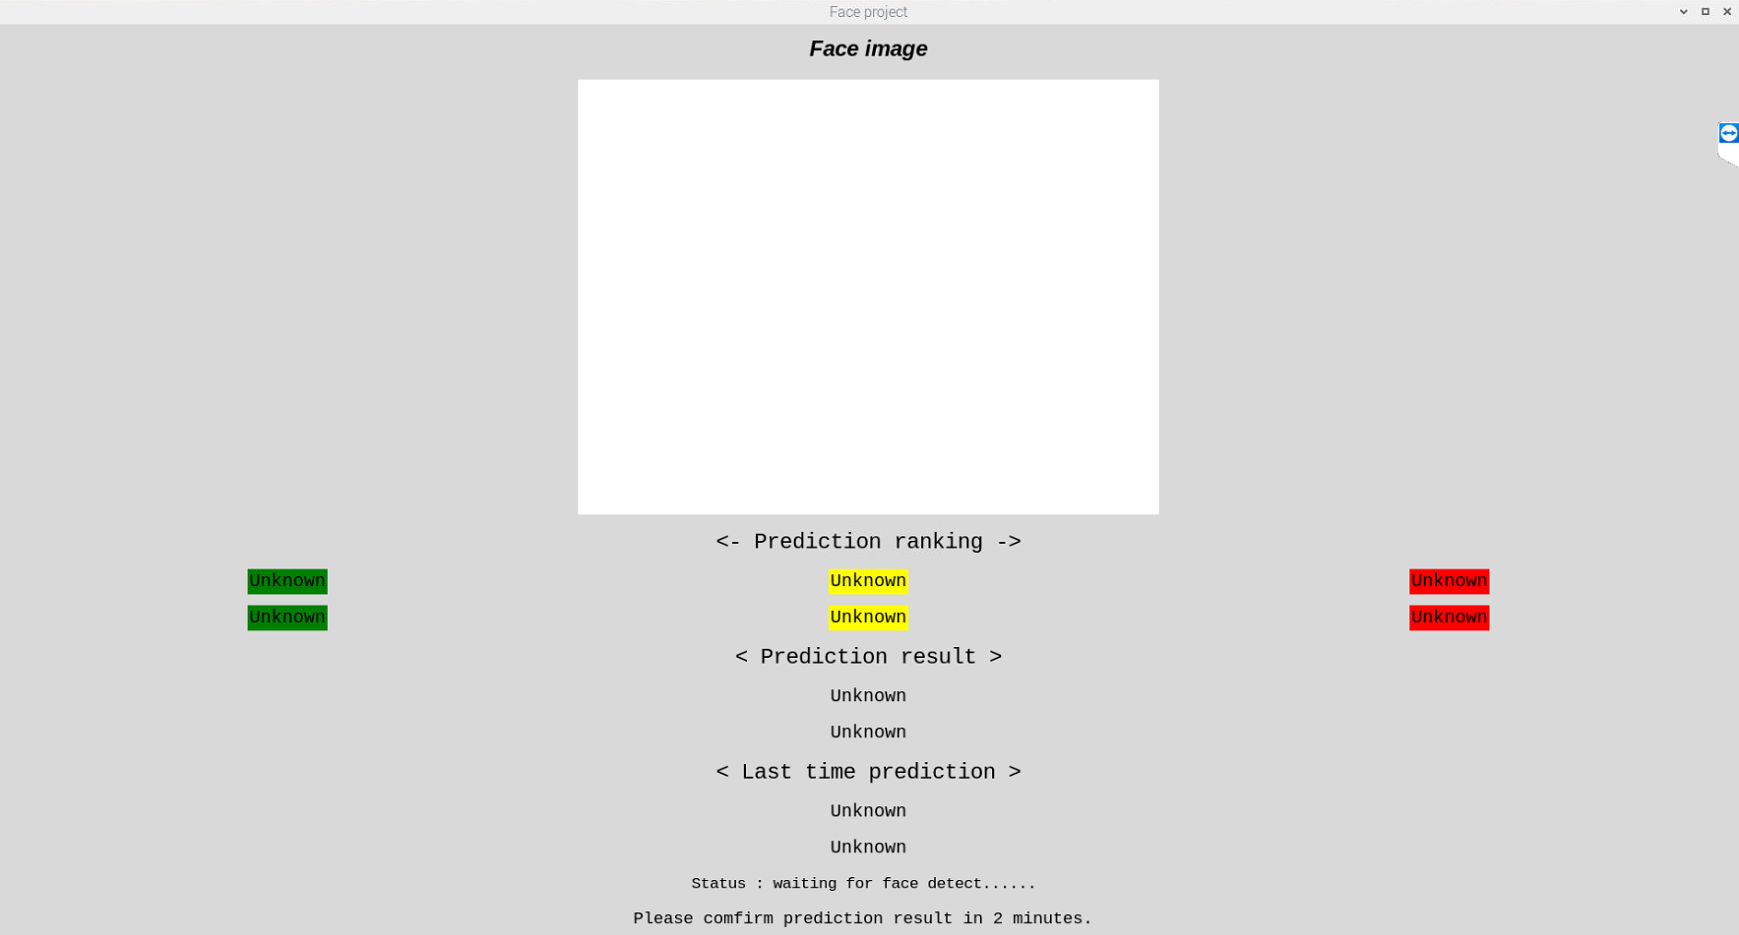 Face project
Face image
<- Prediction ranking ->
Unknown Unknown Unknown
Unknown Unknown Unknown
< Prediction result >
Unknown
Unknown
< Last time prediction >
Unknown
Unknown
Status : waiting for face detect......
Please comfirm prediction result in 2 minutes.